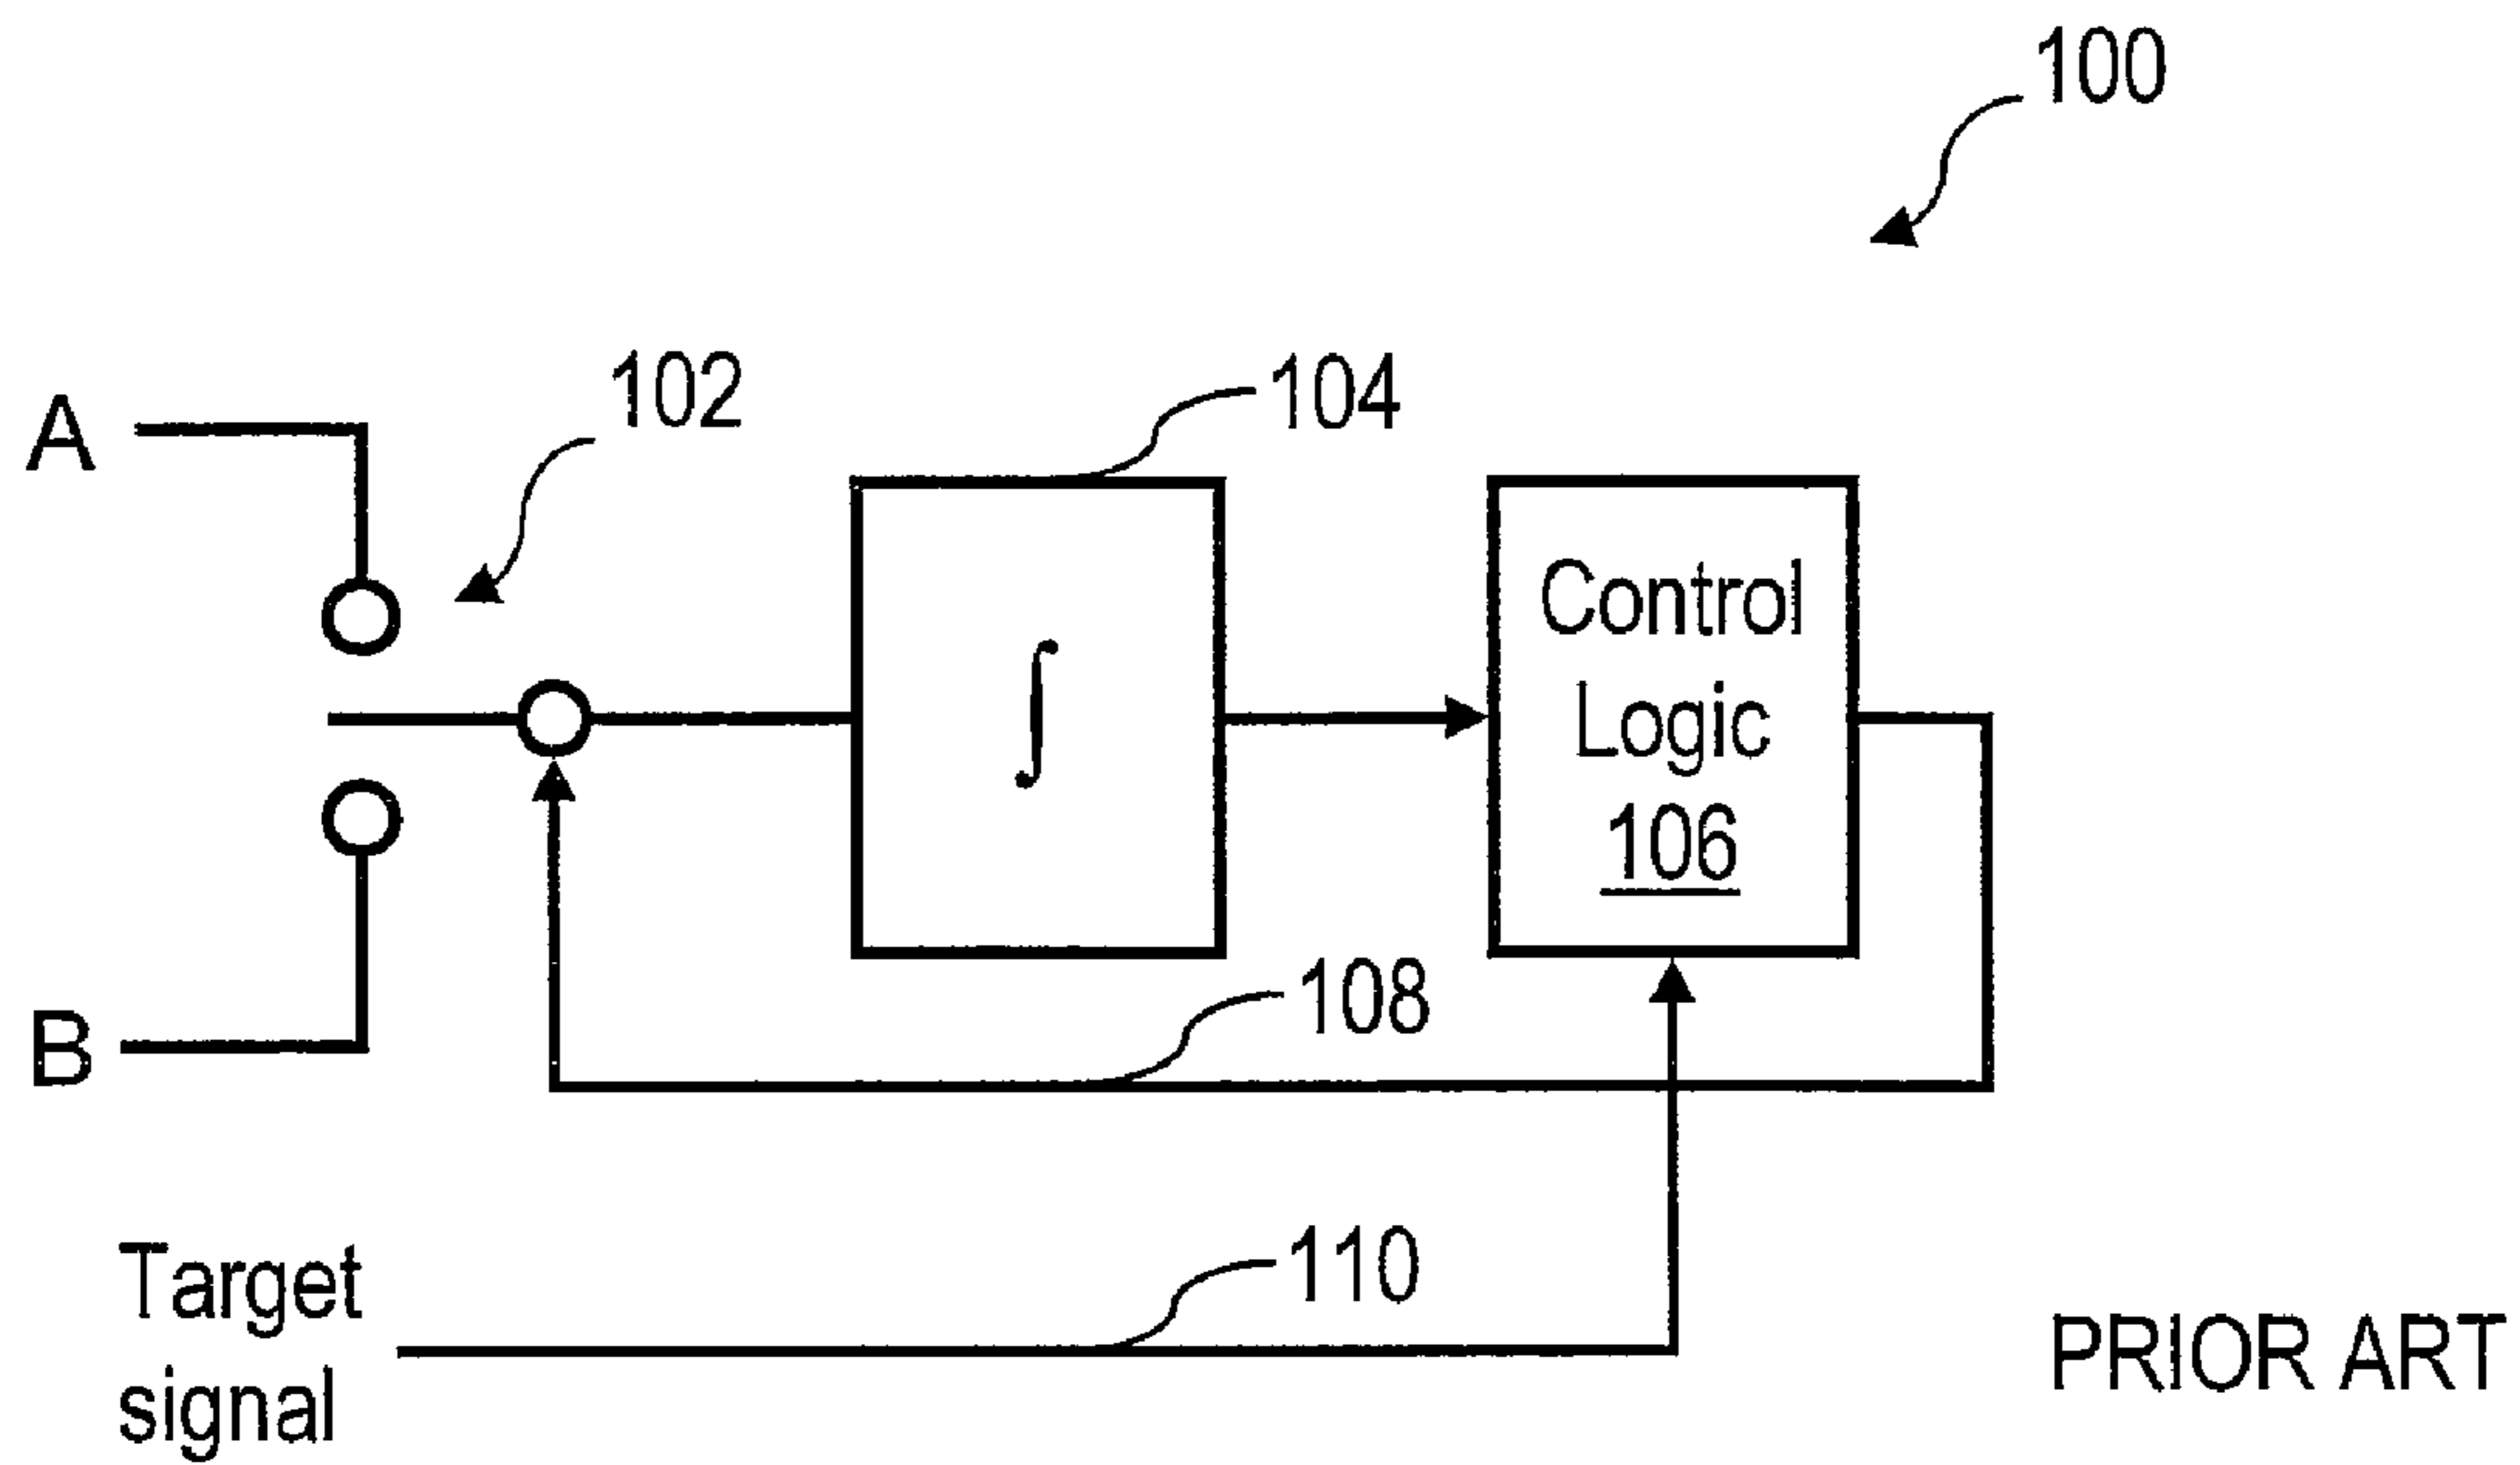 100
102
104
A
∫
Control
Logic
106
B
108
Target
signal
110
PRIOR ART